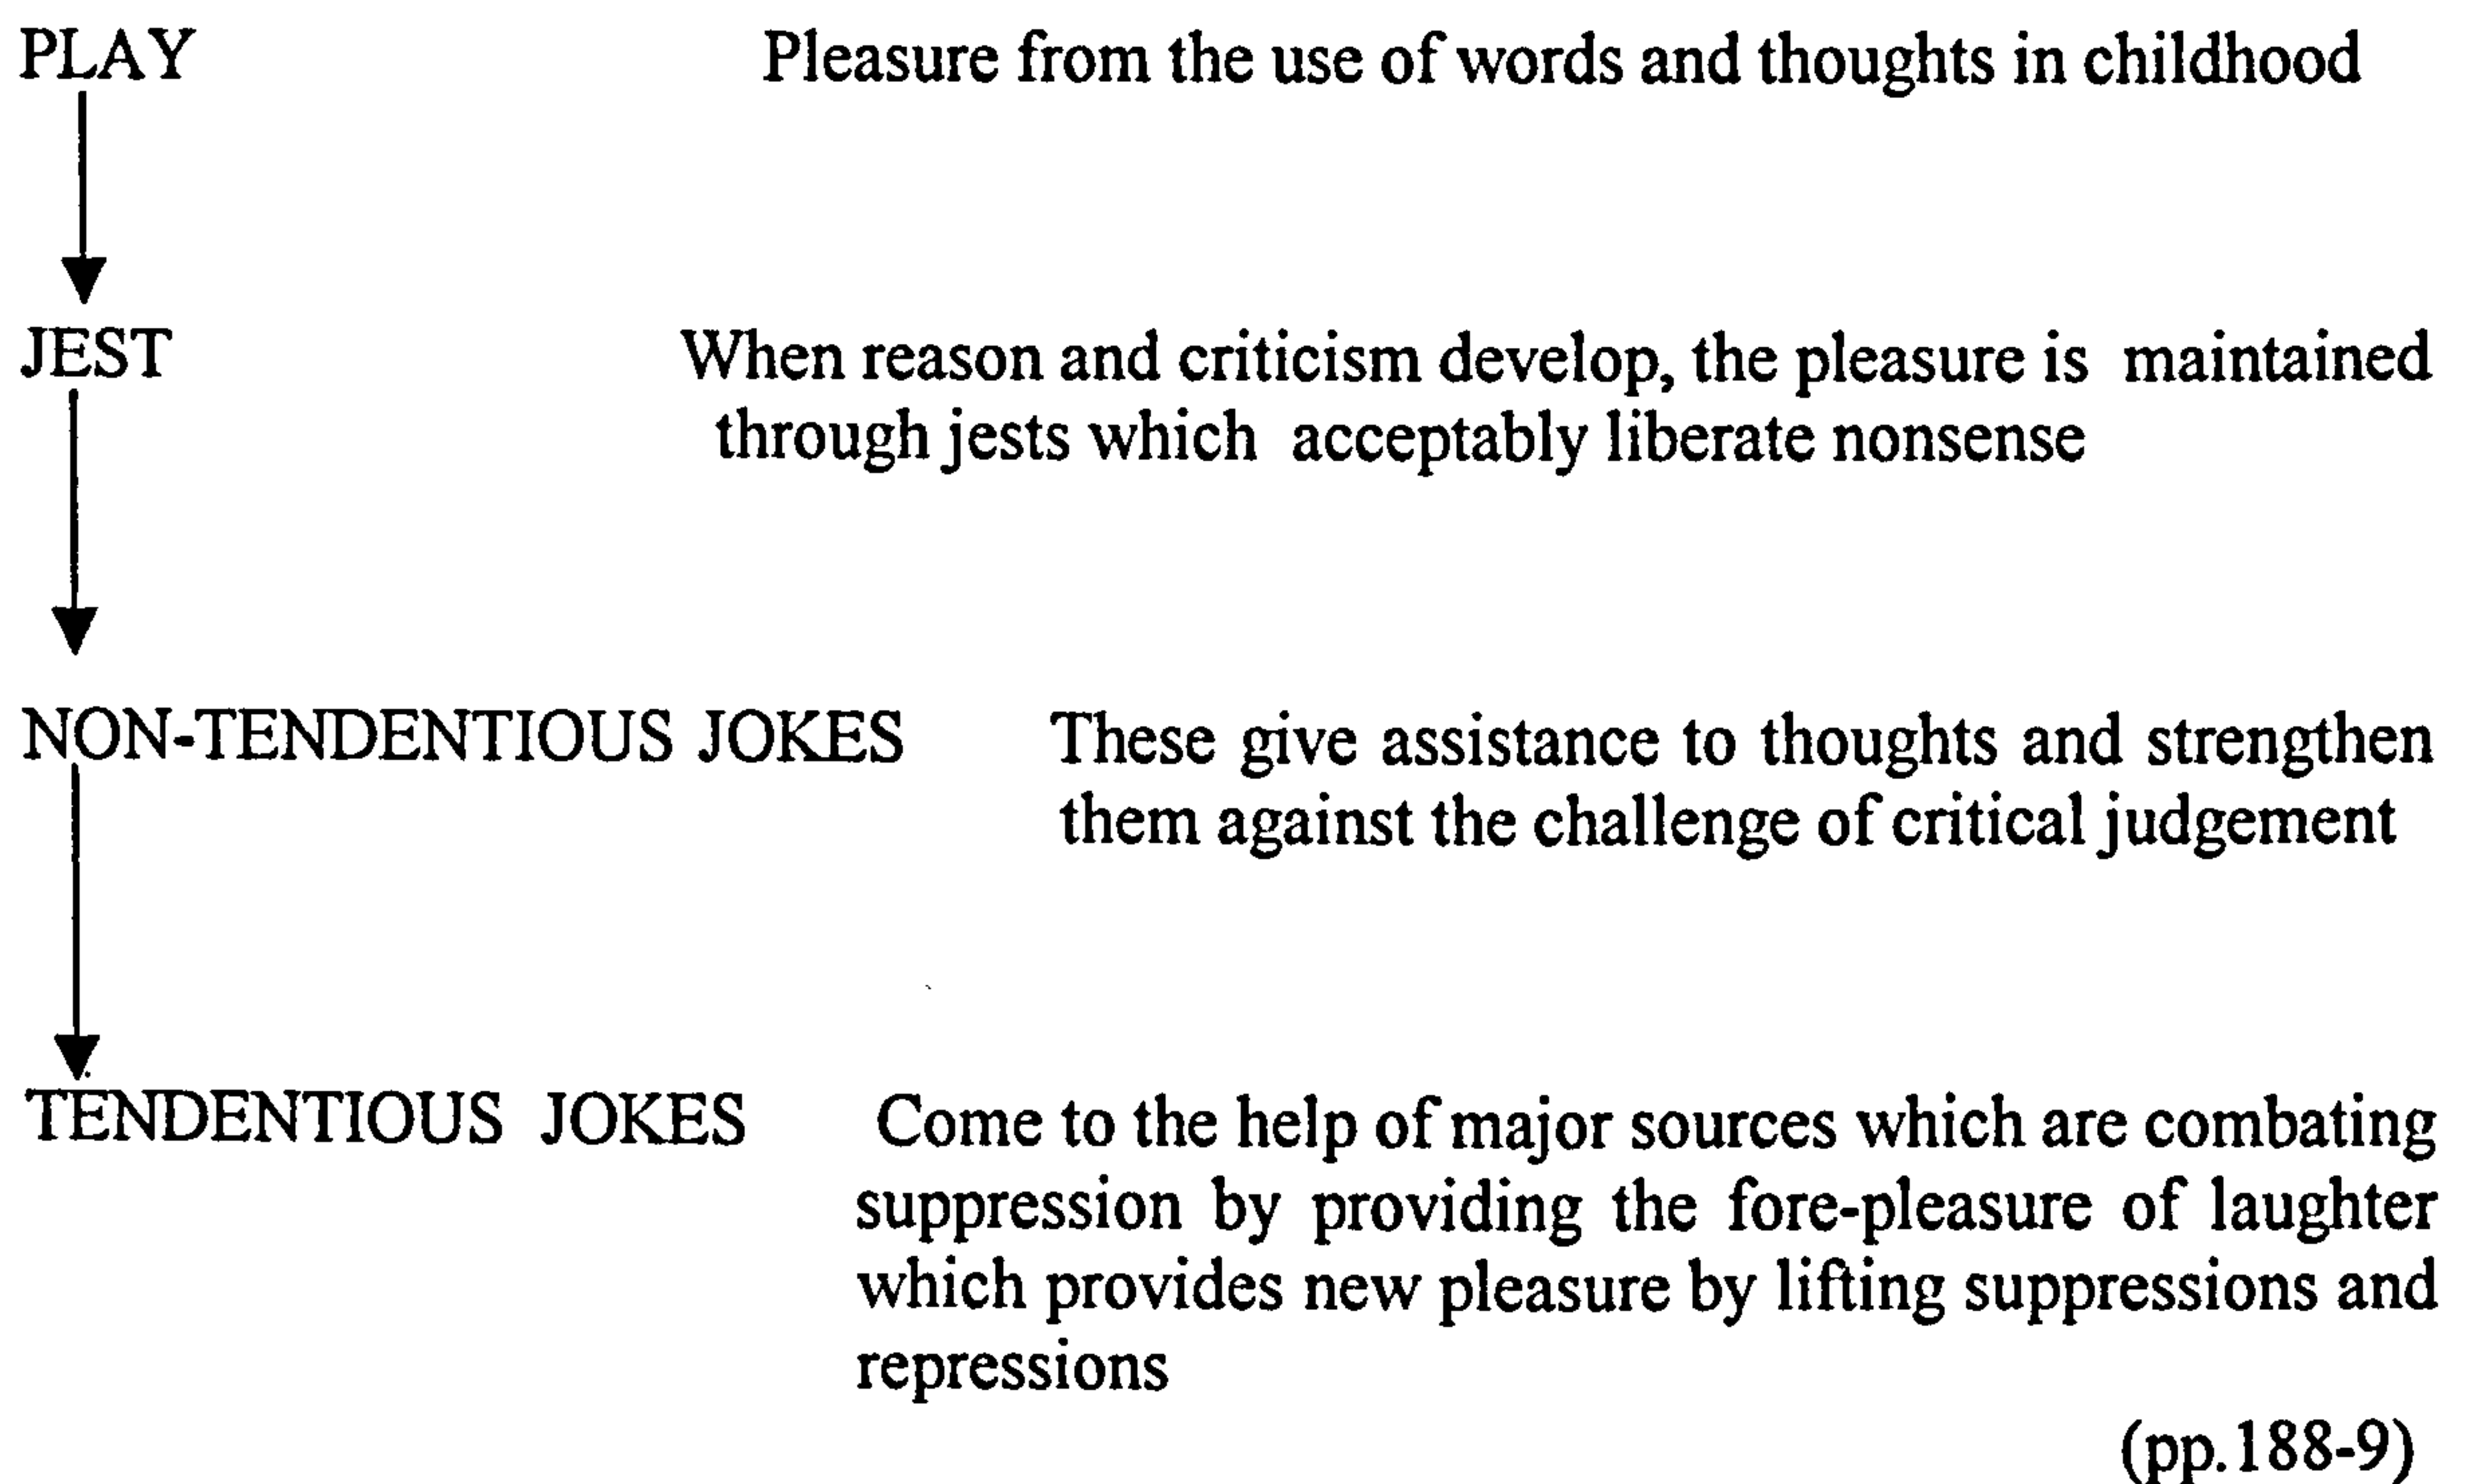 PLAY Pleasure from the use of words and thoughts in childhood
JEST When reason and criticism develop, the pleasure is maintained
through jests which acceptably liberate nonsense
NON-TENDENTIOUS JOKES These give assistance to thoughts and strengthen
them against the challenge of critical judgement
TENDENTIOUS JOKES Come to the help of major sources which are combating
suppression by providing the fore-pleasure of laughter
which provides new pleasure by lifting suppressions and
repressions
(pp.188-9)